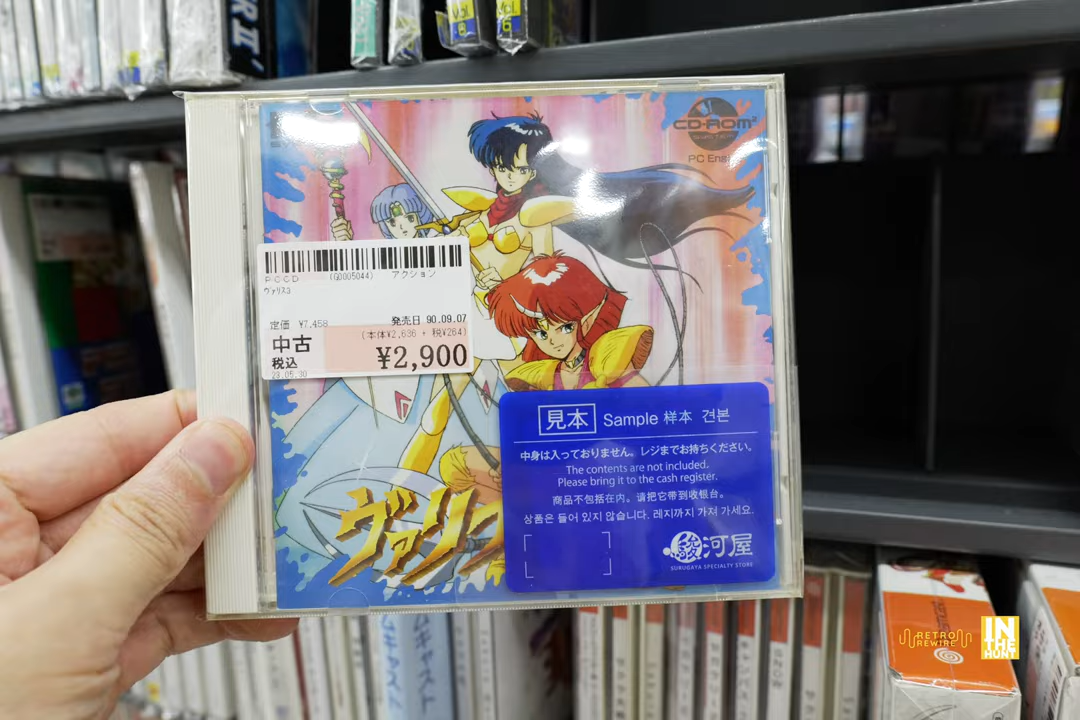 CD-ROM²
PCCD (G0005044) アクション
ヴァリス3
定価 ¥7,458
発売日 90.09.07
(本体¥2,636 + 税¥264)
中古
税込
¥2,900
23.05.30
見本 Sample 样本 견본
中身は入っておりません。レジまでお持ちください。
The contents are not included.
Please bring it to the cash register.
商品不包括在内。请把它带到收银台。
상품은 들어 있지 않습니다. 레지까지 가져 가세요.
駿河屋
SURUGAYA SPECIALTY STORE
ヴァリ
RETRO
REWIRE
IN
THE
HUNT